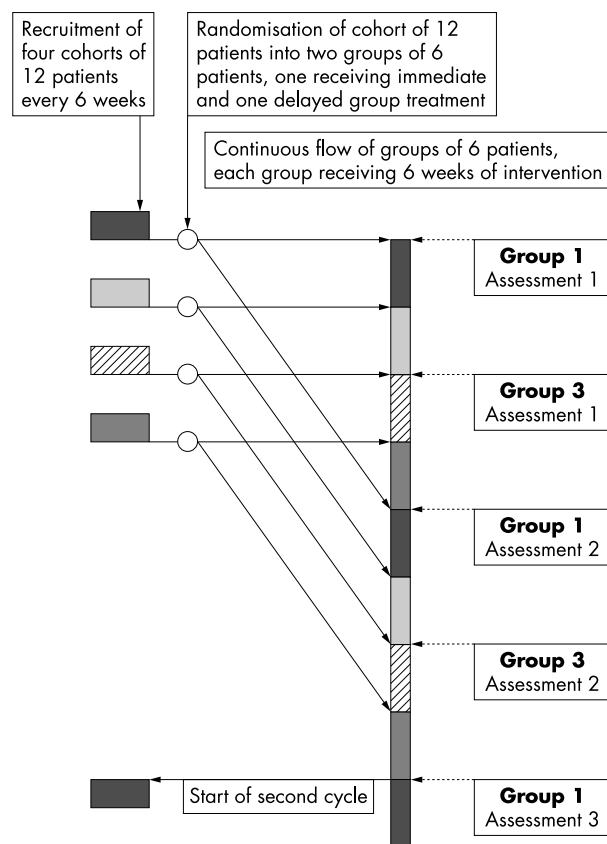 Recruitment of
four cohorts of
12 patients
every 6 weeks
Randomisation of cohort of 12
patients into two groups of 6
patients, one receiving immediate
and one delayed group treatment
Continuous flow of groups of 6 patients,
each group receiving 6 weeks of intervention
Group 1
Assessment 1
Group 3
Assessment 1
Group 1
Assessment 2
Group 3
Assessment 2
Start of second cycle
Group 1
Assessment 3